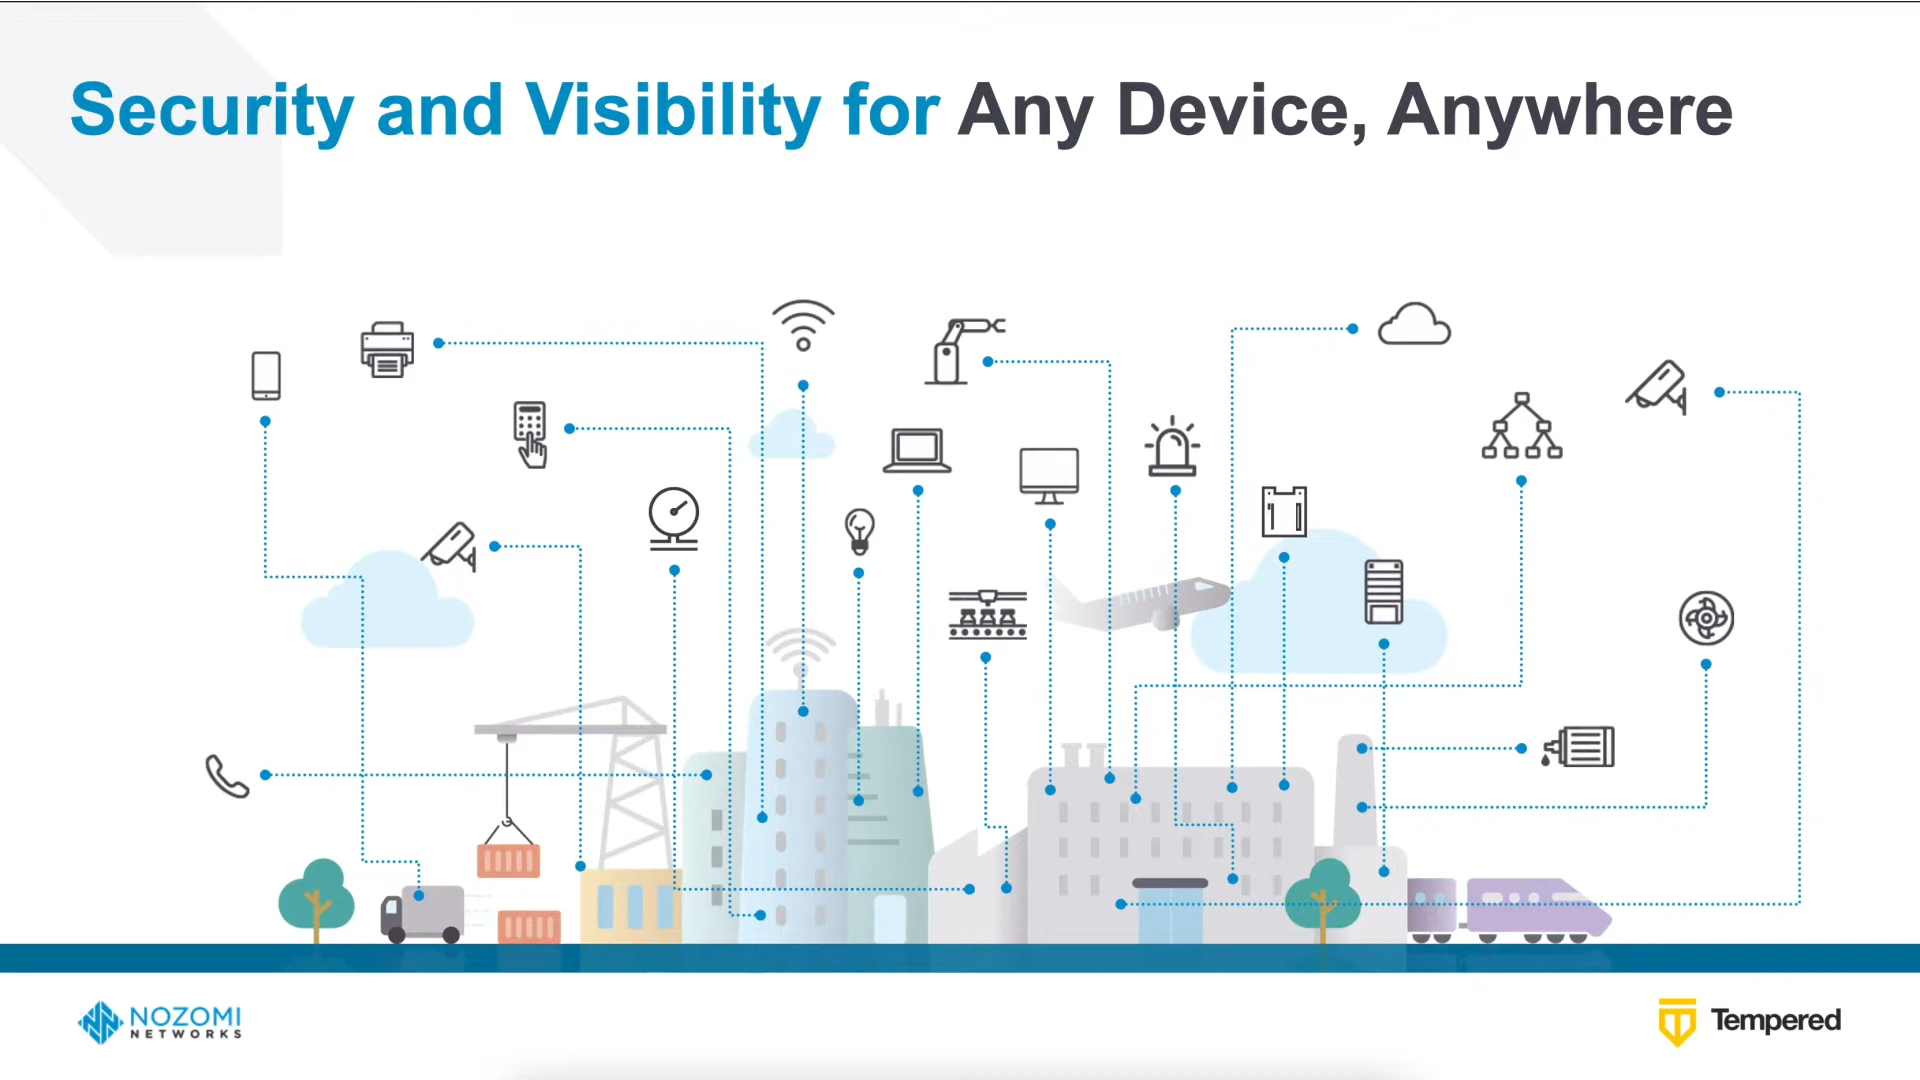 Security and Visibility for Any Device, Anywhere
NOZOMI
NETWORKS
Tempered